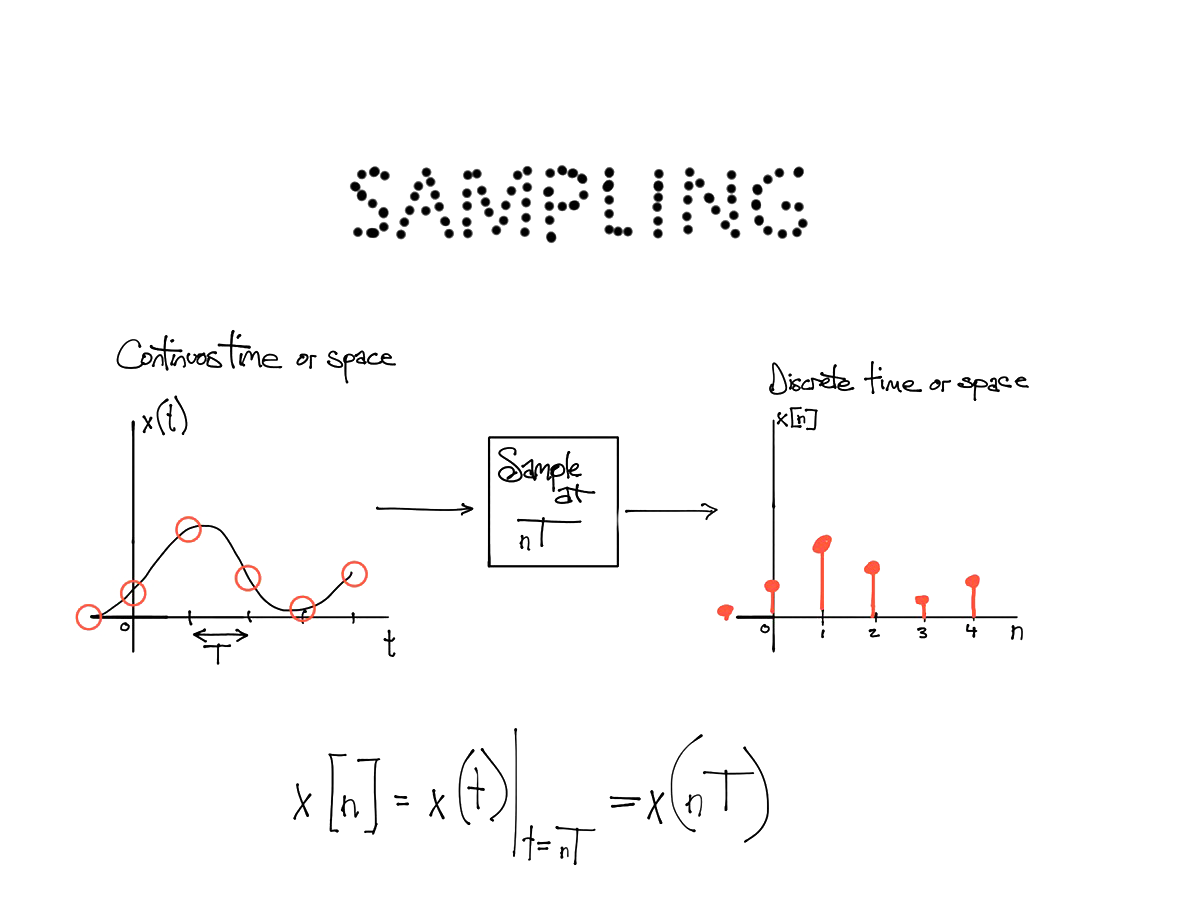 SAMPLING
Continuos time or space
x(t)
0
T
t
Sample
at
nT
Discrete time or space
x[n]
0 1 2 3 4 n
x[n] = x(t)|t=nT = x(nT)